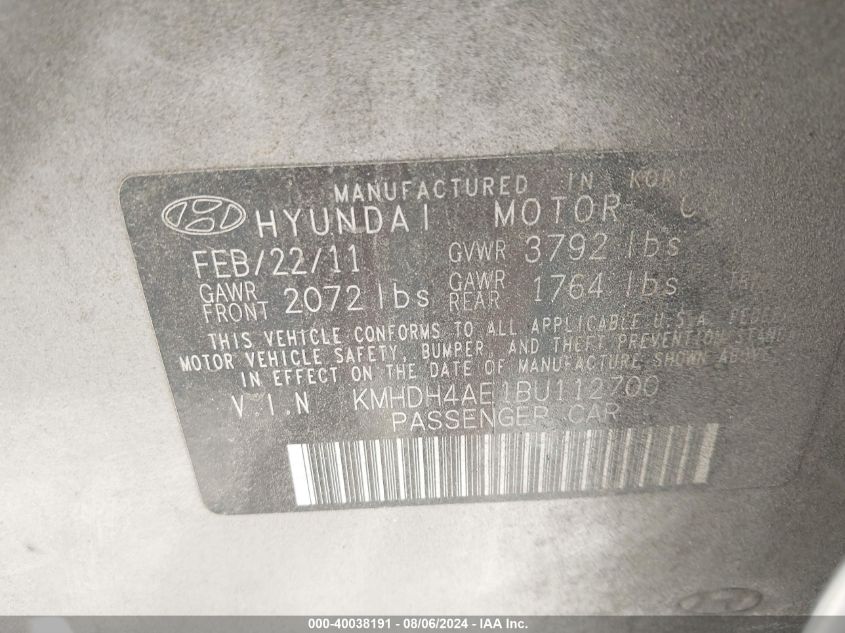 MANUFACTURED IN KOR
HYUNDAI MOTOR C
FEB/22/11 GVWR 3792 lbs
GAWR FRONT 2072 lbs GAWR REAR 1764 lbs
THIS VEHICLE CONFORMS TO ALL APPLICABLE U.S.A. FEDE
MOTOR VEHICLE SAFETY, BUMPER, AND THEFT PREVENTION STAN
IN EFFECT ON THE DATE OF MANUFACTURE SHOWN ABOVE
V.I.N KMHDH4AE1BU112700
PASSENGER CAR
000-40038191 - 08/06/2024 - IAA Inc.